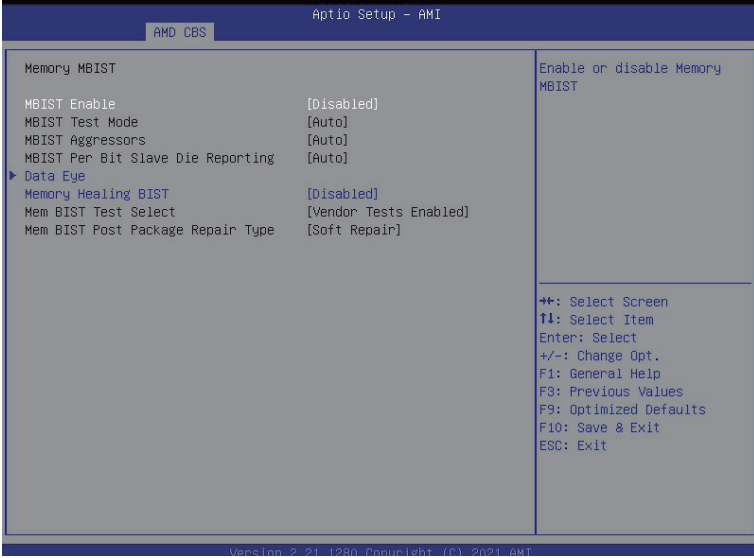 Aptio Setup – AMI
AMD CBS
Memory MBIST
MBIST Enable [Disabled]
MBIST Test Mode [Auto]
MBIST Aggressors [Auto]
MBIST Per Bit Slave Die Reporting [Auto]
Data Eye
Memory Healing BIST [Disabled]
Mem BIST Test Select [Vendor Tests Enabled]
Mem BIST Post Package Repair Type [Soft Repair]
Enable or disable Memory
MBIST
→←: Select Screen
↑↓: Select Item
Enter: Select
+/-: Change Opt.
F1: General Help
F3: Previous Values
F9: Optimized Defaults
F10: Save & Exit
ESC: Exit
Version 2.21.1280 Copyright (C) 2021 AMI